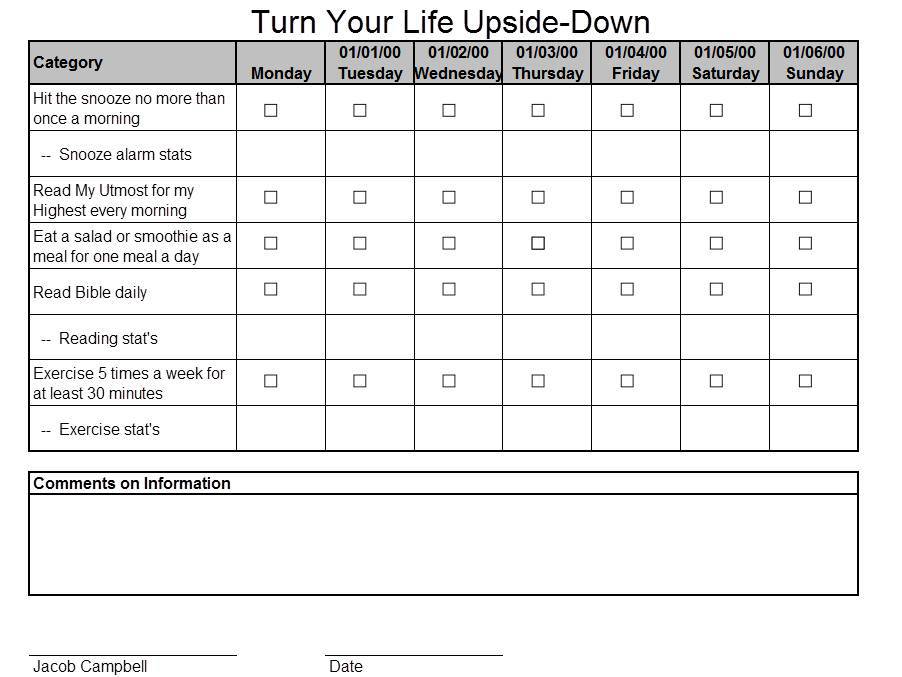 Turn Your Life Upside-Down
Category
01/01/00 01/02/00 01/03/00 01/04/00 01/05/00 01/06/00
Monday Tuesday Wednesday Thursday Friday Saturday Sunday
Hit the snooze no more than
once a morning
-- Snooze alarm stats
Read My Utmost for my
Highest every morning
Eat a salad or smoothie as a
meal for one meal a day
Read Bible daily
-- Reading stat's
Exercise 5 times a week for
at least 30 minutes
-- Exercise stat's
Comments on Information
Jacob Campbell
Date